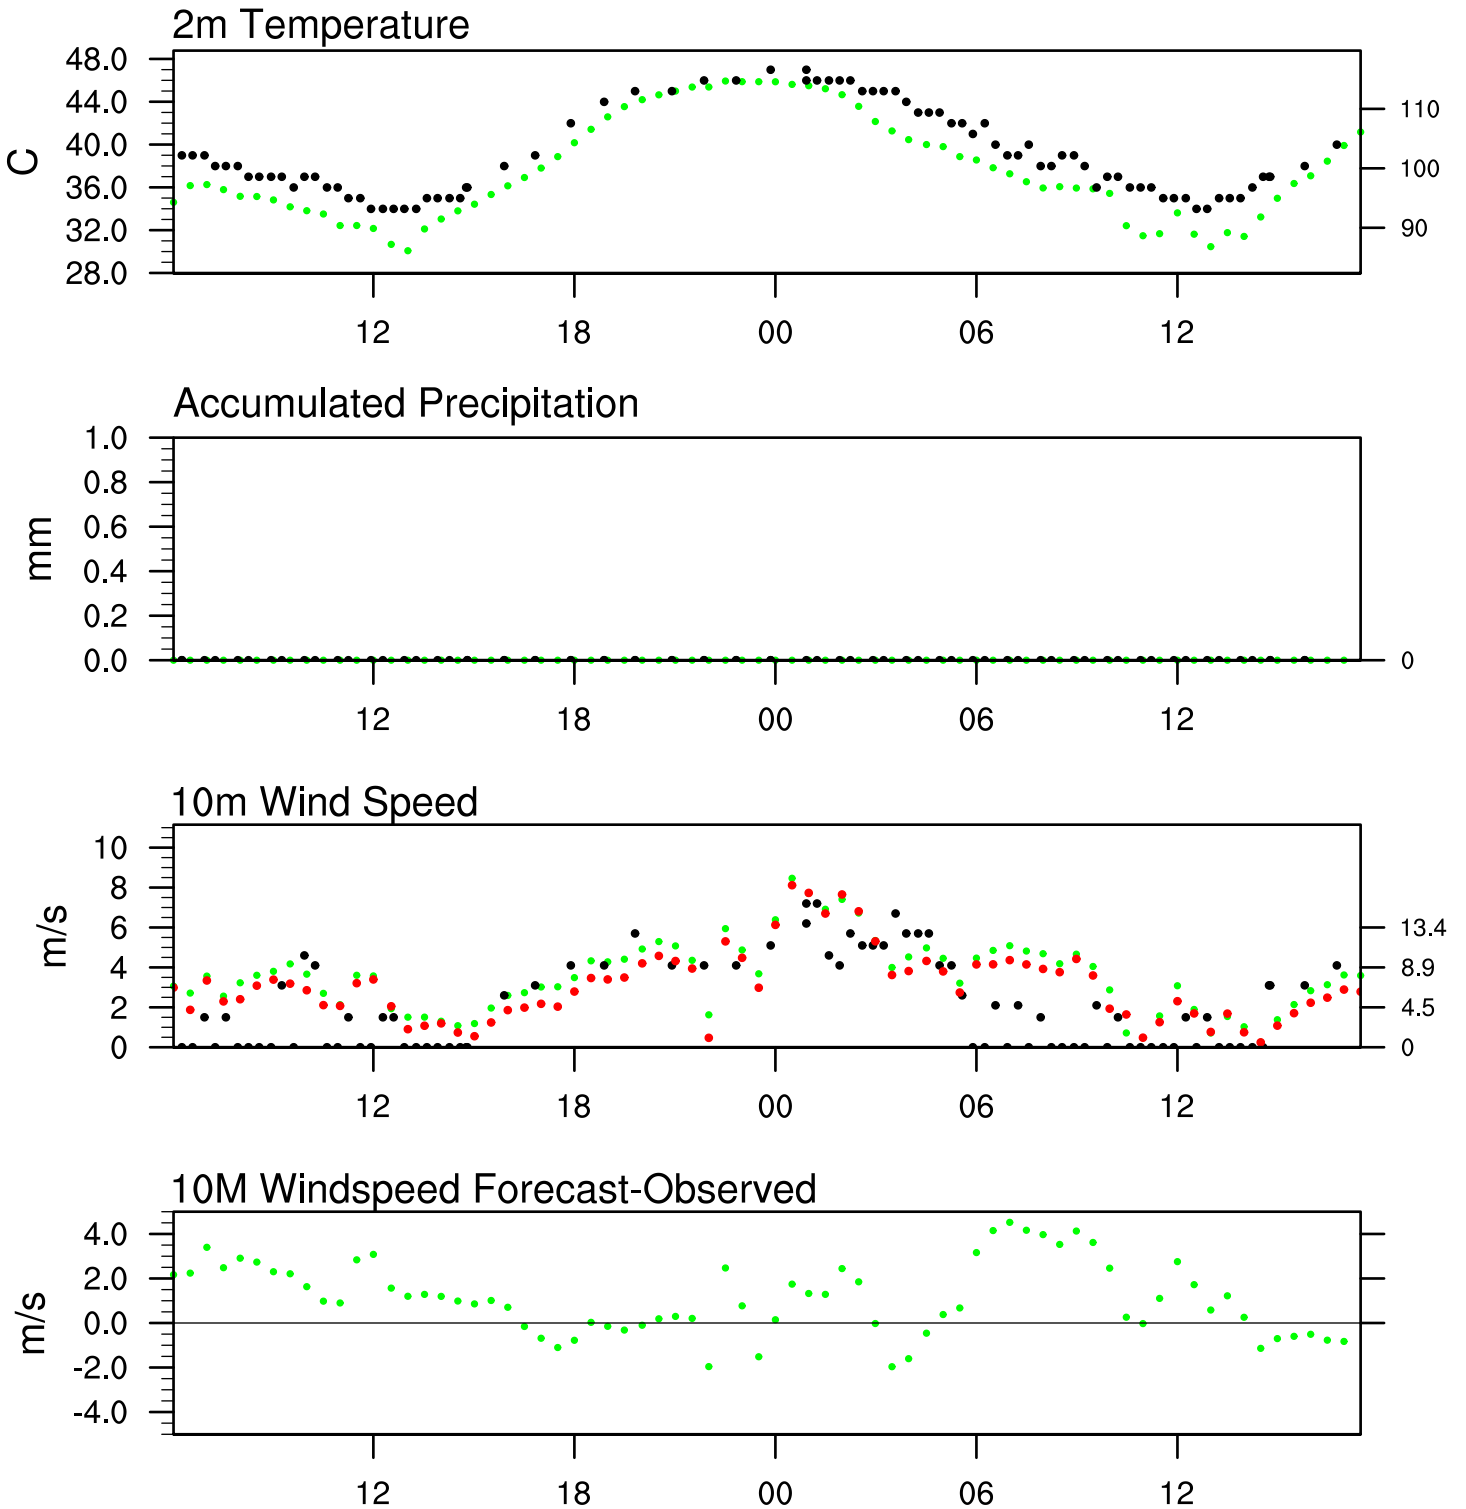 2m Temperature
48.0
44.0
40.0
36.0
32.0
28.0
C
110
100
90
12 18 00 06 12
Accumulated Precipitation
1.0
0.8
0.6
0.4
0.2
0.0
mm
0
12 18 00 06 12
10m Wind Speed
10
8
6
4
2
0
m/s
13.4
8.9
4.5
0
12 18 00 06 12
10M Windspeed Forecast-Observed
4.0
2.0
0.0
-2.0
-4.0
m/s
12 18 00 06 12